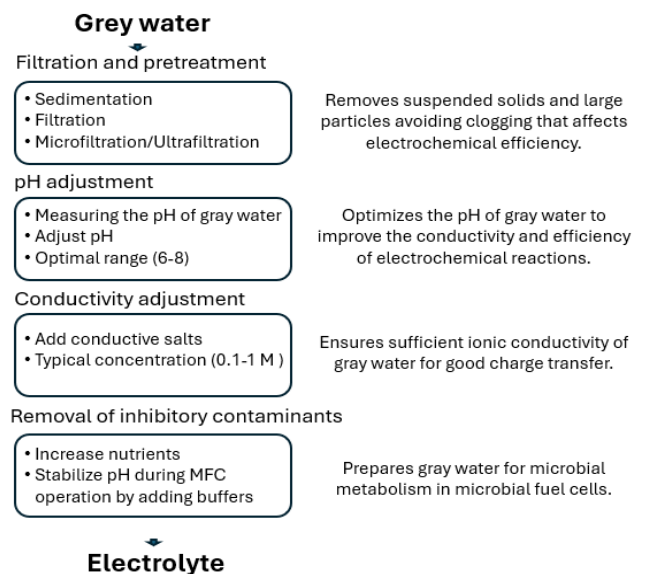 Grey water
Filtration and pretreatment
• Sedimentation
• Filtration
• Microfiltration/Ultrafiltration
Removes suspended solids and large
particles avoiding clogging that affects
electrochemical efficiency.
pH adjustment
• Measuring the pH of gray water
• Adjust pH
• Optimal range (6-8)
Optimizes the pH of gray water to
improve the conductivity and efficiency
of electrochemical reactions.
Conductivity adjustment
• Add conductive salts
• Typical concentration (0.1-1 M )
Ensures sufficient ionic conductivity of
gray water for good charge transfer.
Removal of inhibitory contaminants
• Increase nutrients
• Stabilize pH during MFC
operation by adding buffers
Prepares gray water for microbial
metabolism in microbial fuel cells.
Electrolyte